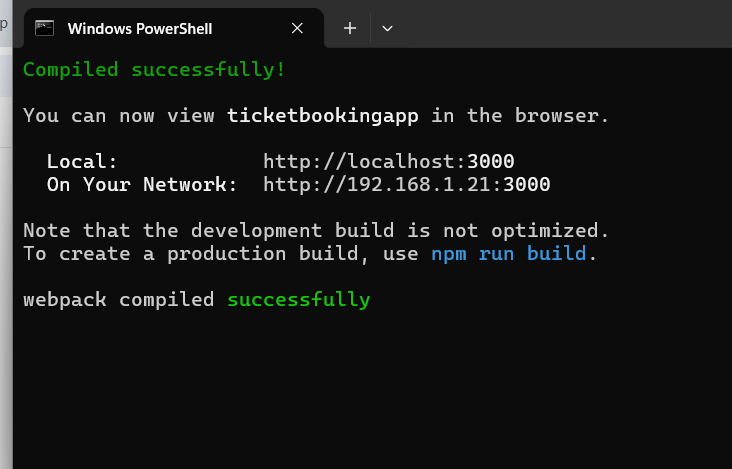 p
Windows PowerShell
Compiled successfully!
You can now view ticketbookingapp in the browser.
Local: http://localhost:3000
On Your Network: http://192.168.1.21:3000
Note that the development build is not optimized.
To create a production build, use npm run build.
webpack compiled successfully